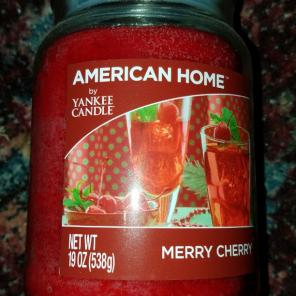 AMERICAN HOME™
by
YANKEE
CANDLE®
NET WT
19 OZ (538g)
MERRY CHERRY